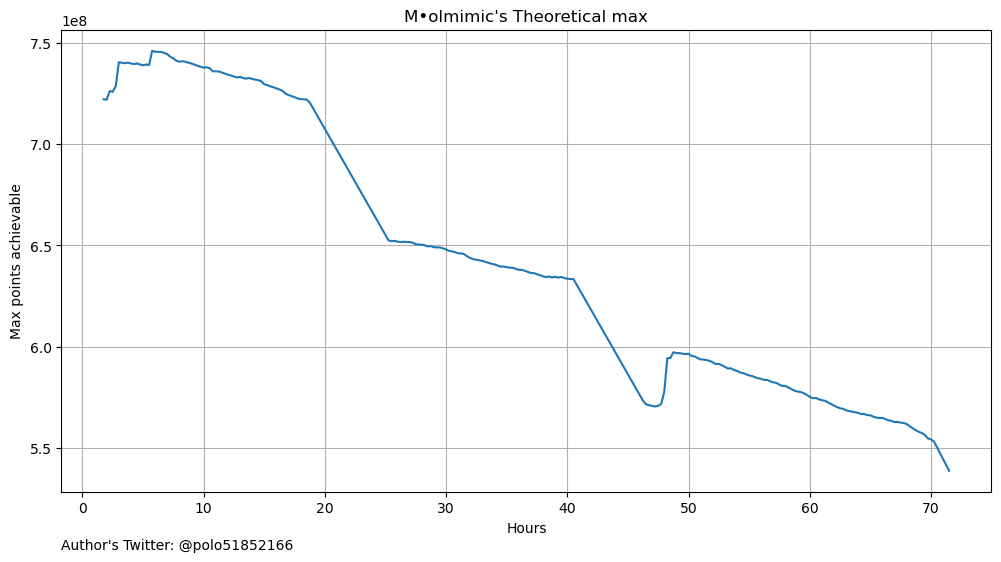 M•olmimic's Theoretical max
1e8
7.5
7.0
6.5
6.0
5.5
Max points achievable
0 10 20 30 40 50 60 70
Hours
Author's Twitter: @polo51852166